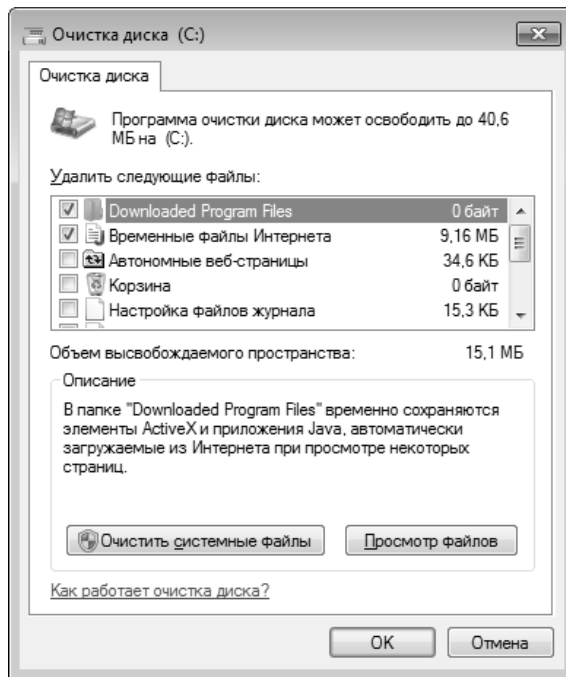 Очистка диска (C:)
Очистка диска
Программа очистки диска может освободить до 40,6
МБ на (C:).
Удалить следующие файлы:
Downloaded Program Files 0 байт
Временные файлы Интернета 9,16 МБ
Автономные веб-страницы 34,6 КБ
Корзина 0 байт
Настройка файлов журнала 15,3 КБ
Объем высвобождаемого пространства: 15,1 МБ
Описание
В папке "Downloaded Program Files" временно сохраняются
элементы ActiveX и приложения Java, автоматически
загружаемые из Интернета при просмотре некоторых
страниц.
Очистить системные файлы
Просмотр файлов
Как работает очистка диска?
OK
Отмена